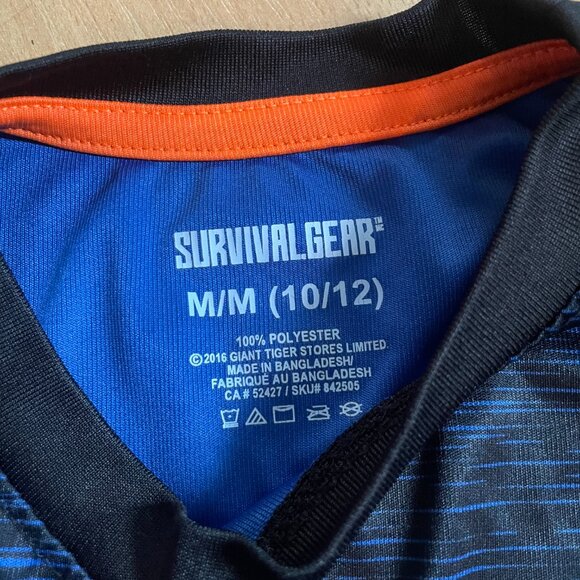 SURVIVALGEAR™
M/M (10/12)
100% POLYESTER
©2016 GIANT TIGER STORES LIMITED.
MADE IN BANGLADESH/
FABRIQUÉ AU BANGLADESH
CA # 52427 / SKU# 842505